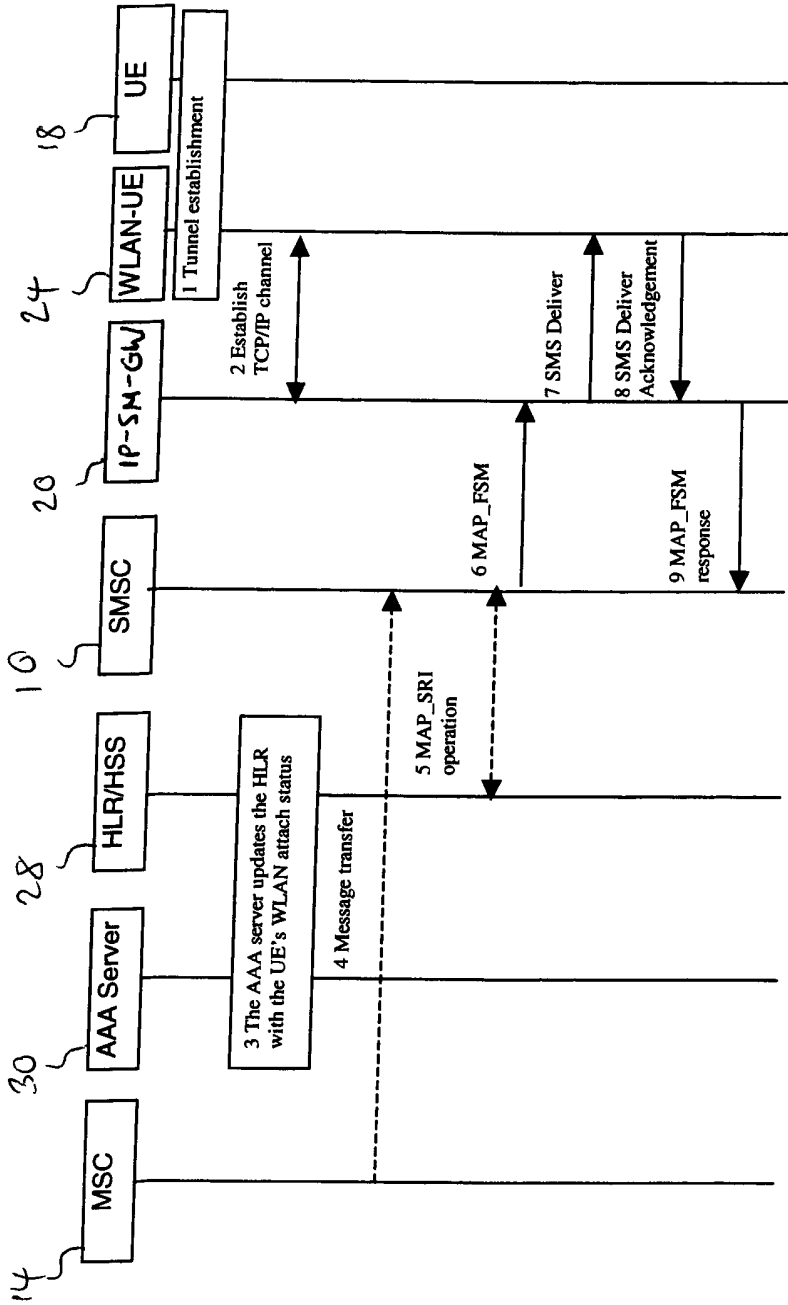 14
30
28
10
20
24
18
MSC
AAA Server
HLR/HSS
SMSC
IP-SM-GW
WLAN-UE
UE
1 Tunnel establishment
2 Establish
TCP/IP channel
3 The AAA server updates the HLR
with the UE's WLAN attach status
4 Message transfer
5 MAP_SRI
operation
6 MAP_FSM
7 SMS Deliver
8 SMS Deliver
Acknowledgement
9 MAP_FSM
response